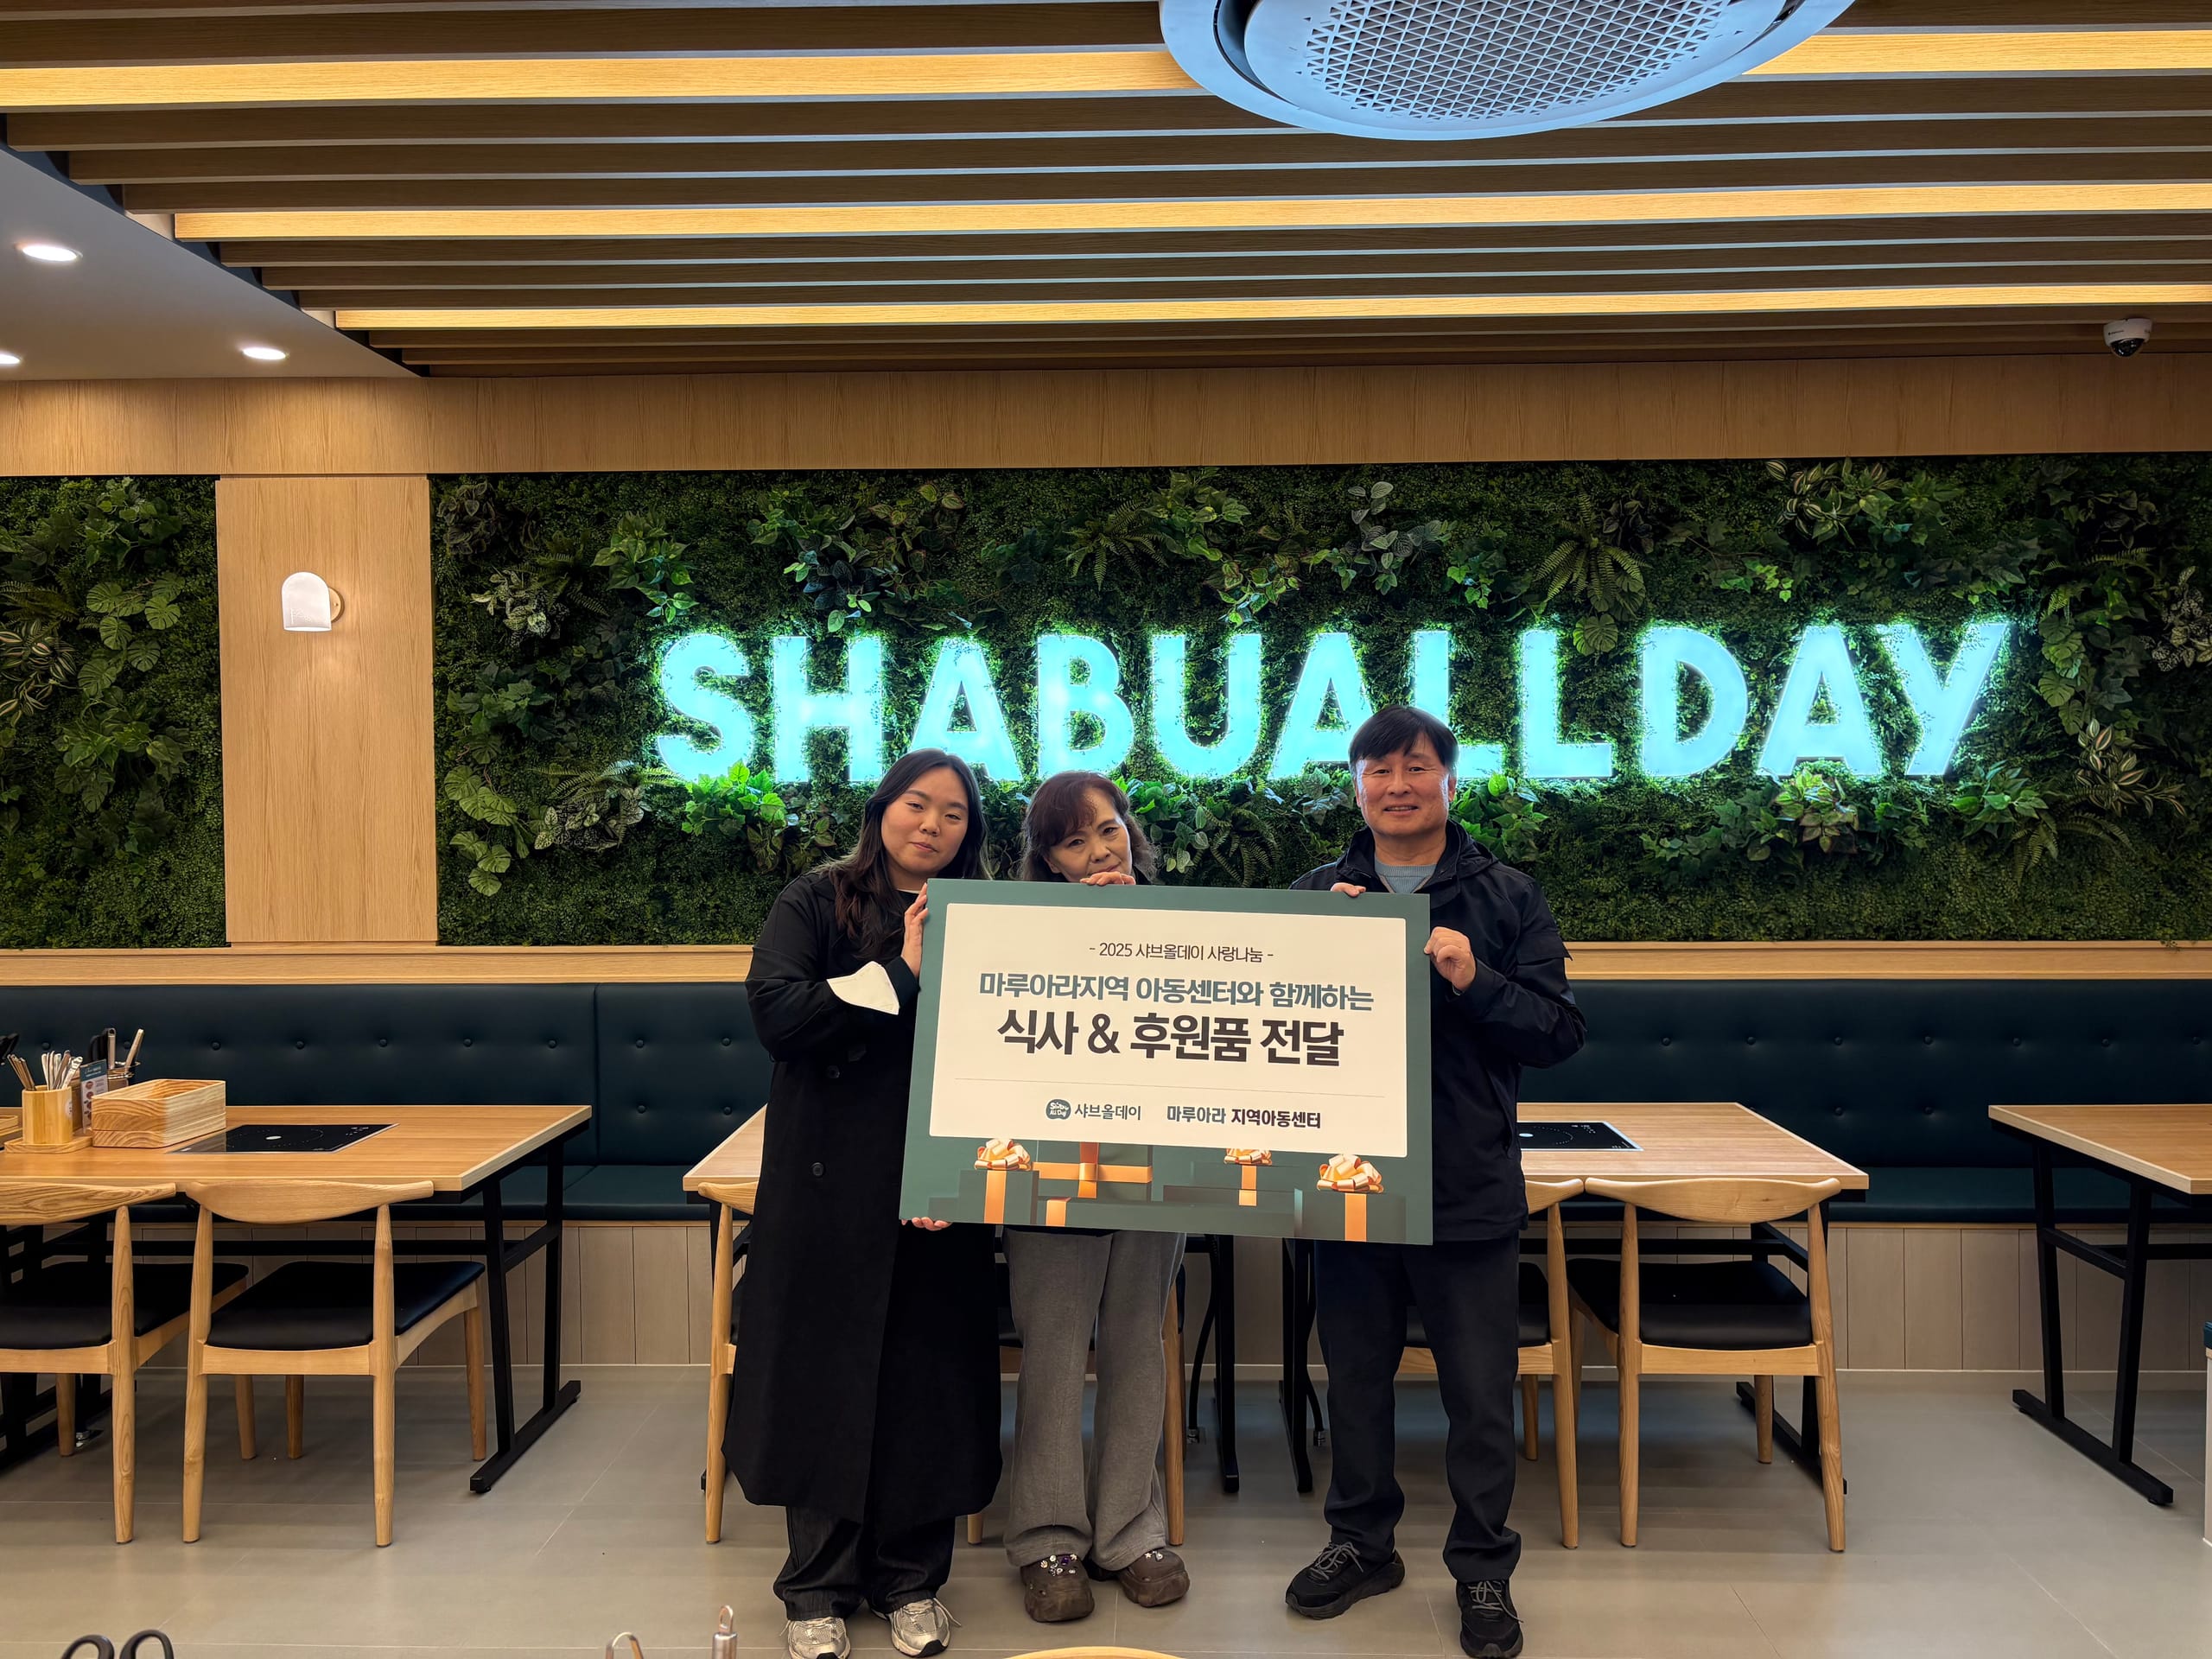 SHABUALLDAY
- 2025 샤브올데이 사랑나눔 -
마루아라지역 아동센터와 함께하는
식사 & 후원품 전달
샤브올데이 마루아라 지역아동센터